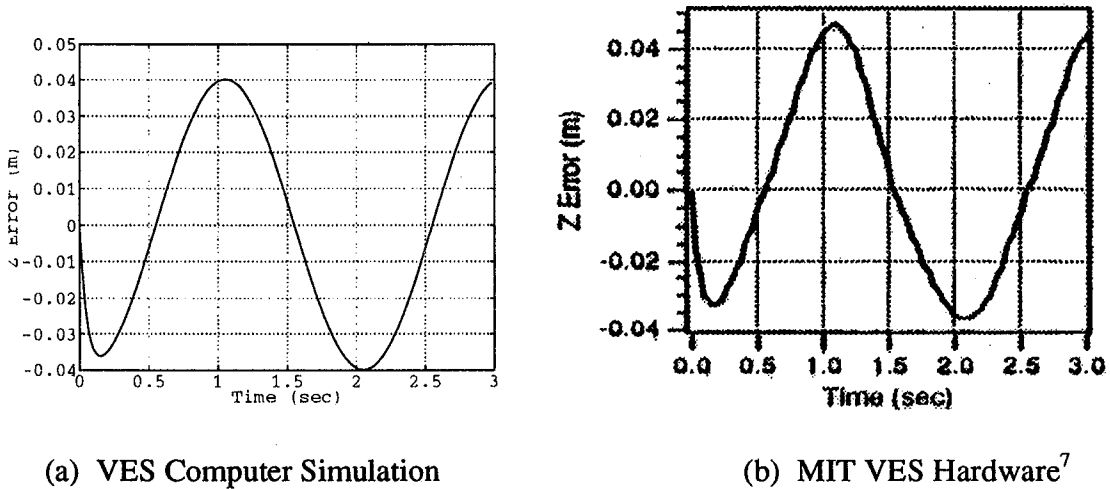 0.05
0.04
0.03
0.02
0.01
0
-0.01
-0.02
-0.03
-0.04
Error (m)
0 0.5 1 1.5 2 2.5 3
Time (sec)
(a) VES Computer Simulation
0.04
0.02
0.00
-0.02
-0.04
Z Error (m)
0.0 0.5 1.0 1.5 2.0 2.5 3.0
Time (sec)
(b) MIT VES Hardware⁷